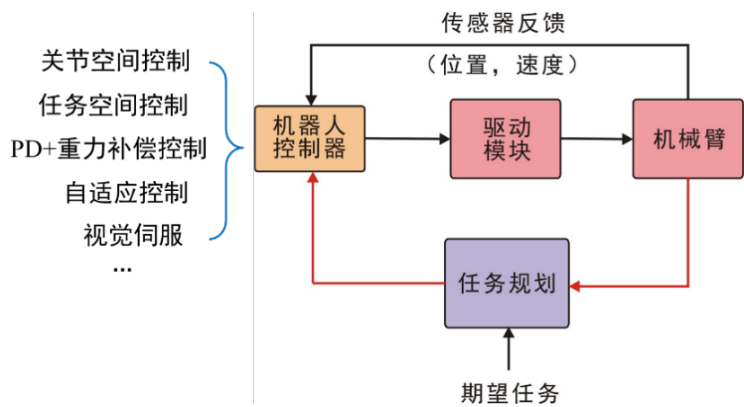 关节空间控制
任务空间控制
PD+重力补偿控制
自适应控制
视觉伺服
...
传感器反馈
（位置，速度）
机器人
控制器
驱动
模块
机械臂
任务规划
期望任务